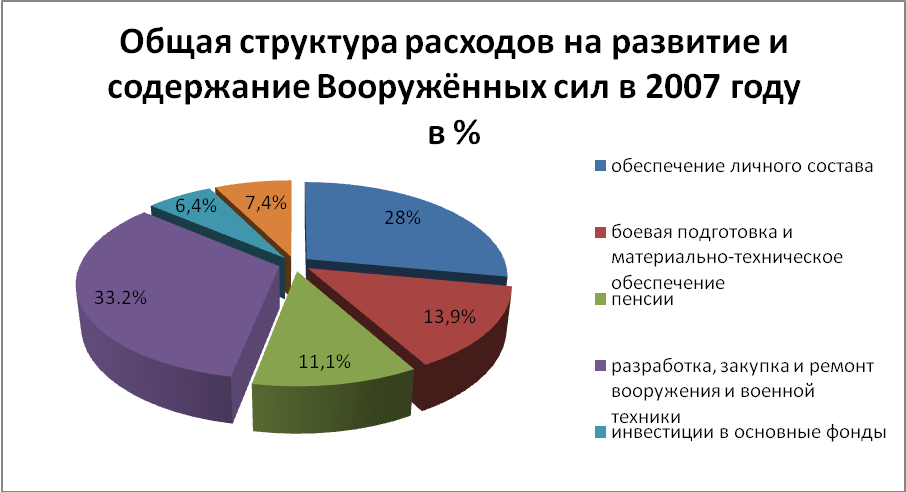 Общая структура расходов на развитие и
содержание Вооружённых сил в 2007 году
в %
обеспечение личного состава
боевая подготовка и
материально-техническое
обеспечение
пенсии
разработка, закупка и ремонт
вооружения и военной
техники
инвестиции в основные фонды
28%
13,9%
11,1%
33.2%
6,4%
7,4%